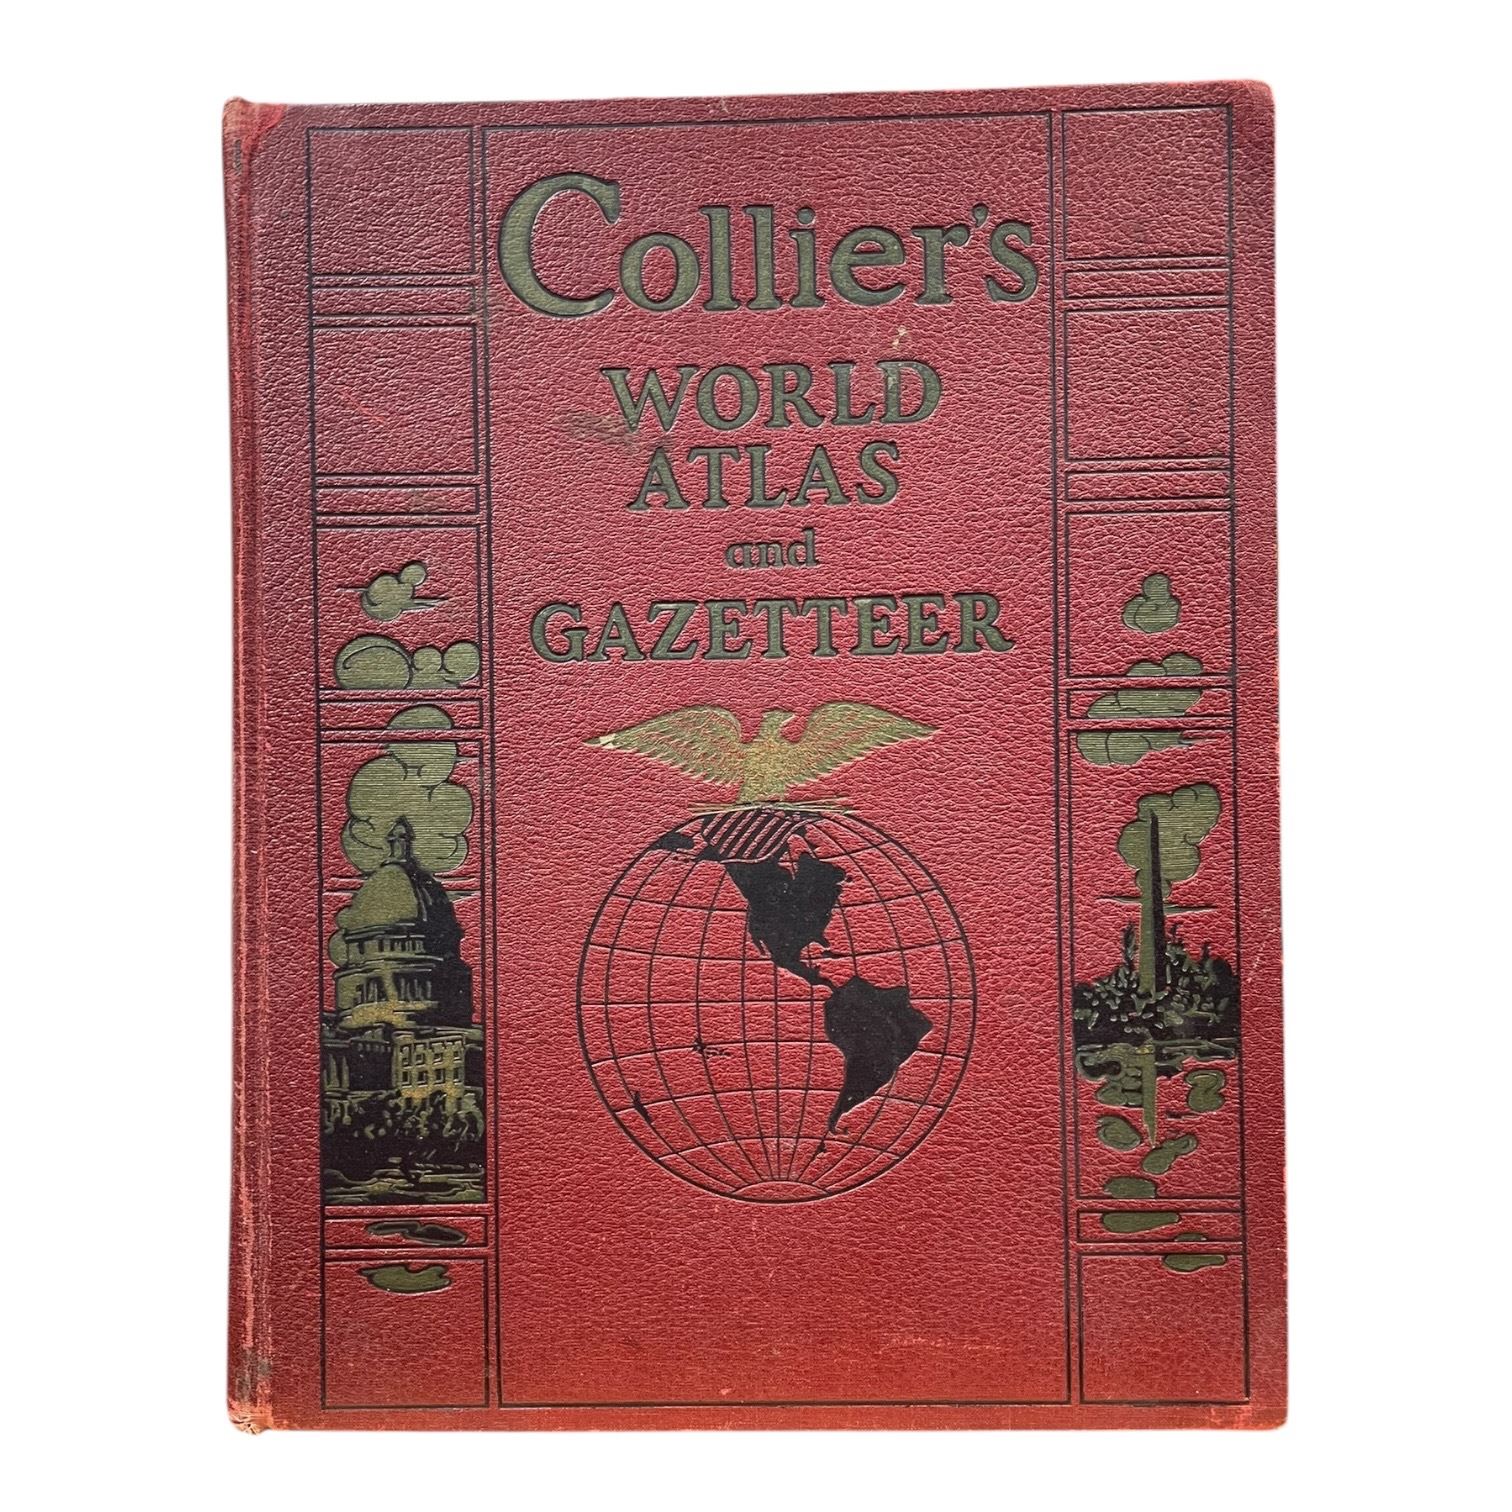 Collier's
WORLD
ATLAS
and
GAZETTEER